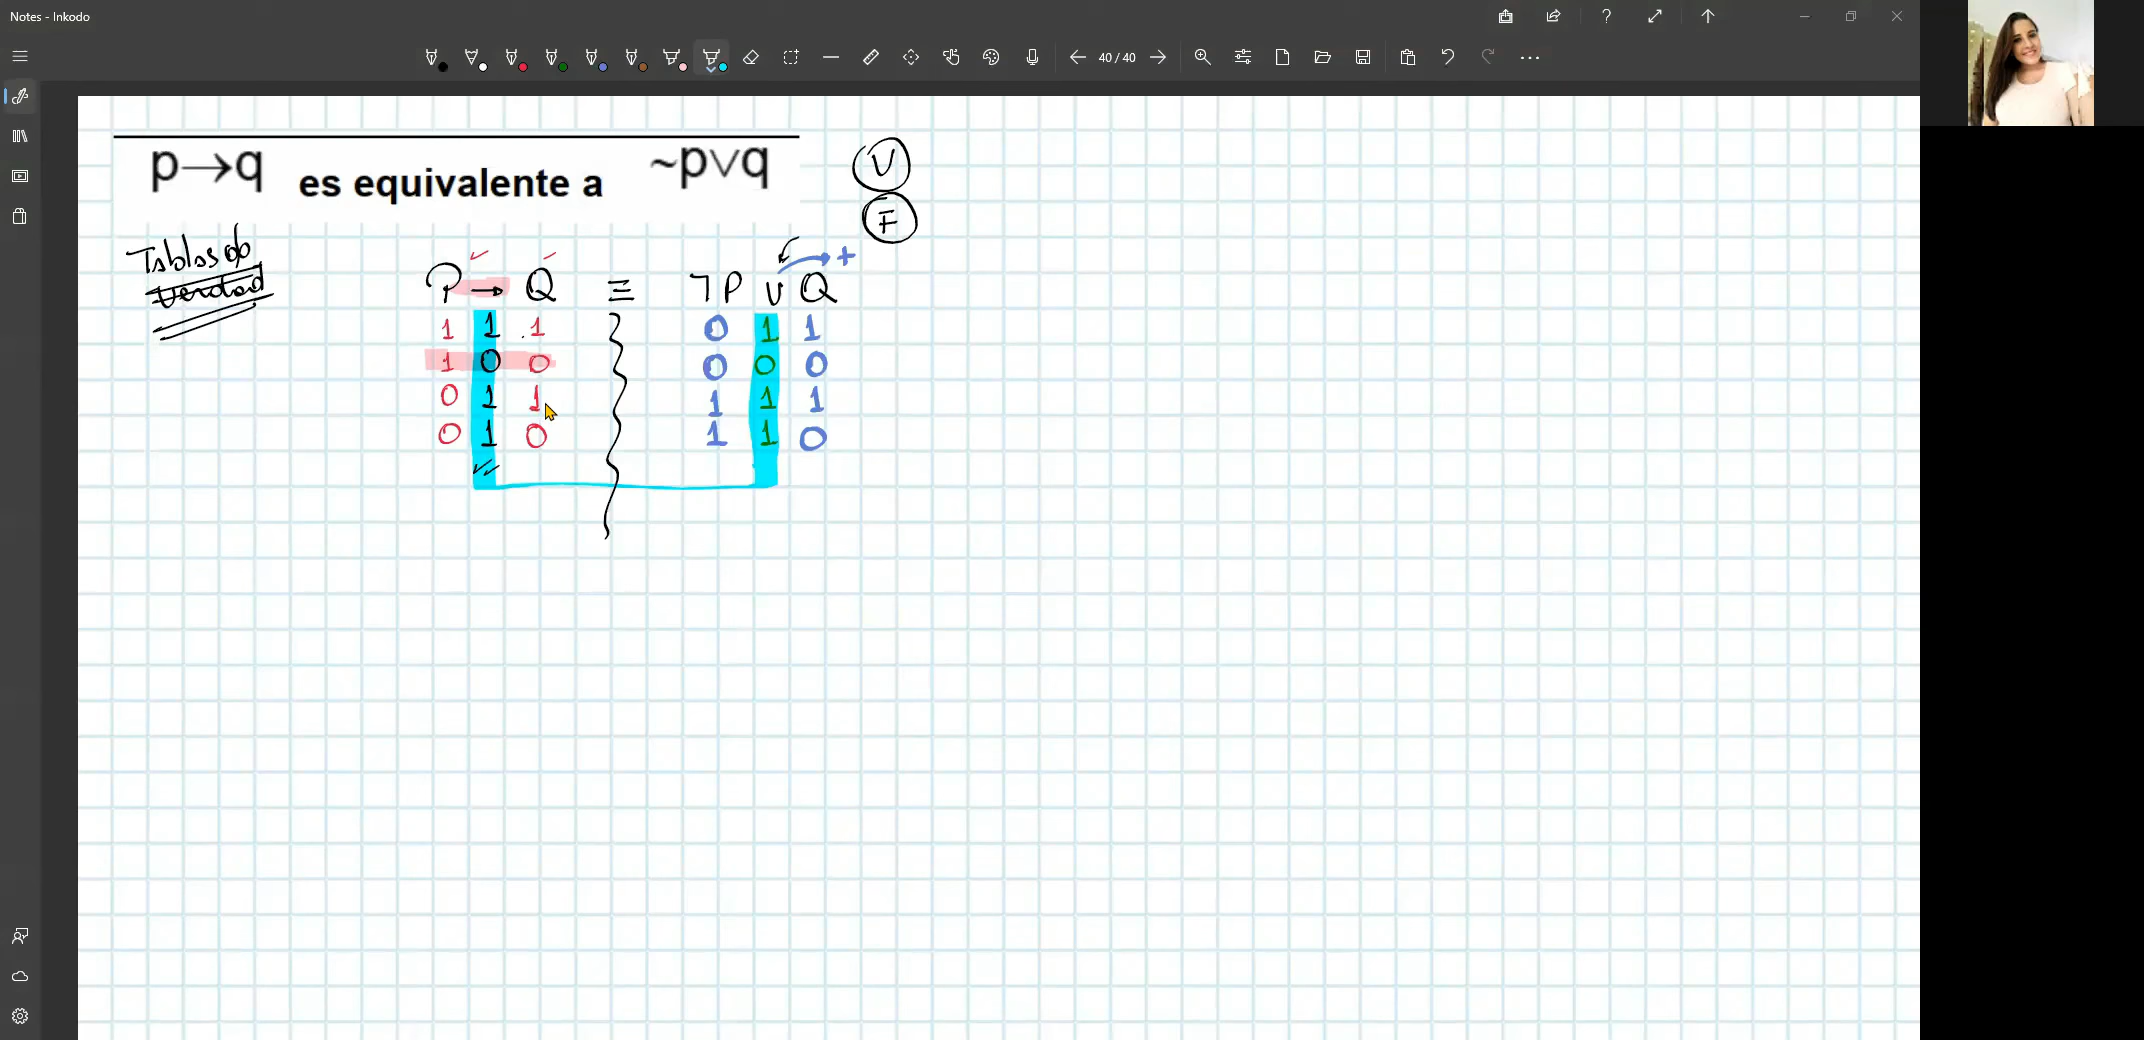 Notes - Inkodo
40 / 40
p→q es equivalente a ~p∨q
V
F
Tablas de
verdad
+
P → Q ≡ ¬P ∨ Q
1 1 1 0 1 1
1 0 0 0 0 0
0 1 1 1 1 1
0 1 0 1 1 0